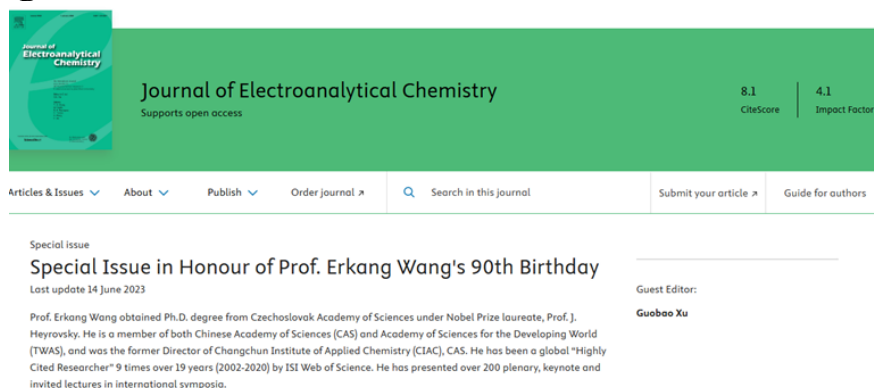 Journal of
Electroanalytical
Chemistry
Journal of Electroanalytical Chemistry
Supports open access
8.1
CiteScore
4.1
Impact Factor
Articles & Issues
About
Publish
Order journal
Search in this journal
Submit your article
Guide for authors
Special issue
Special Issue in Honour of Prof. Erkang Wang's 90th Birthday
Last update 14 June 2023
Prof. Erkang Wang obtained Ph.D. degree from Czechoslovak Academy of Sciences under Nobel Prize laureate, Prof. J.
Heyrovsky. He is a member of both Chinese Academy of Sciences (CAS) and Academy of Sciences for the Developing World
(TWAS), and was the former Director of Changchun Institute of Applied Chemistry (CIAC), CAS. He has been a global "Highly
Cited Researcher" 9 times over 19 years (2002-2020) by ISI Web of Science. He has presented over 200 plenary, keynote and
invited lectures in international symposia.
Guest Editor:
Guobao Xu